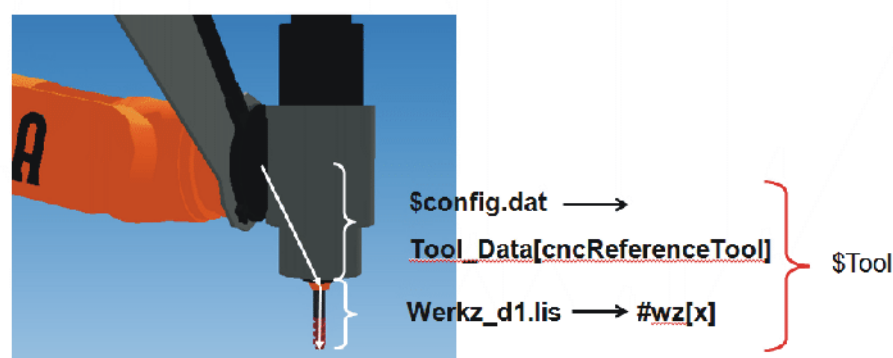 A
$config.dat →
Tool_Data[cncReferenceTool]
$Tool
Werkz_d1.lis → #wz[x]